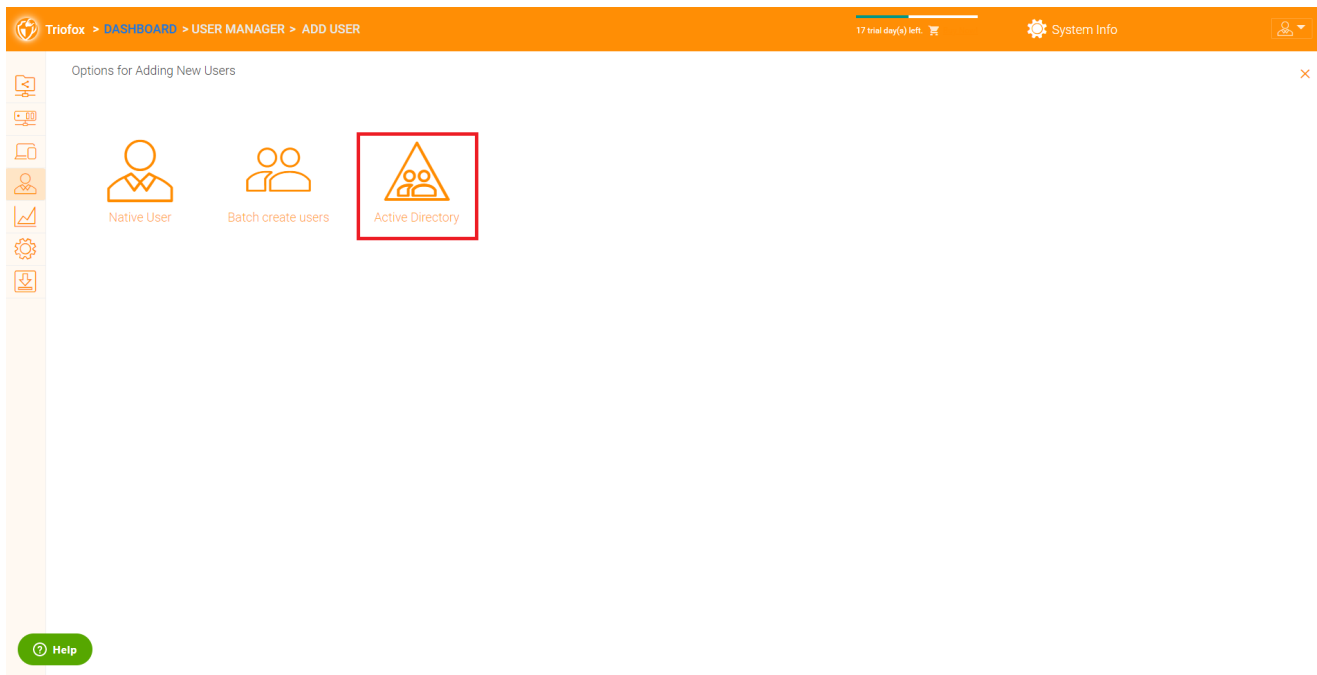 Triofox > DASHBOARD > USER MANAGER > ADD USER
17 trial day(s) left.
System Info
Options for Adding New Users
Native User
Batch create users
Active Directory
Help